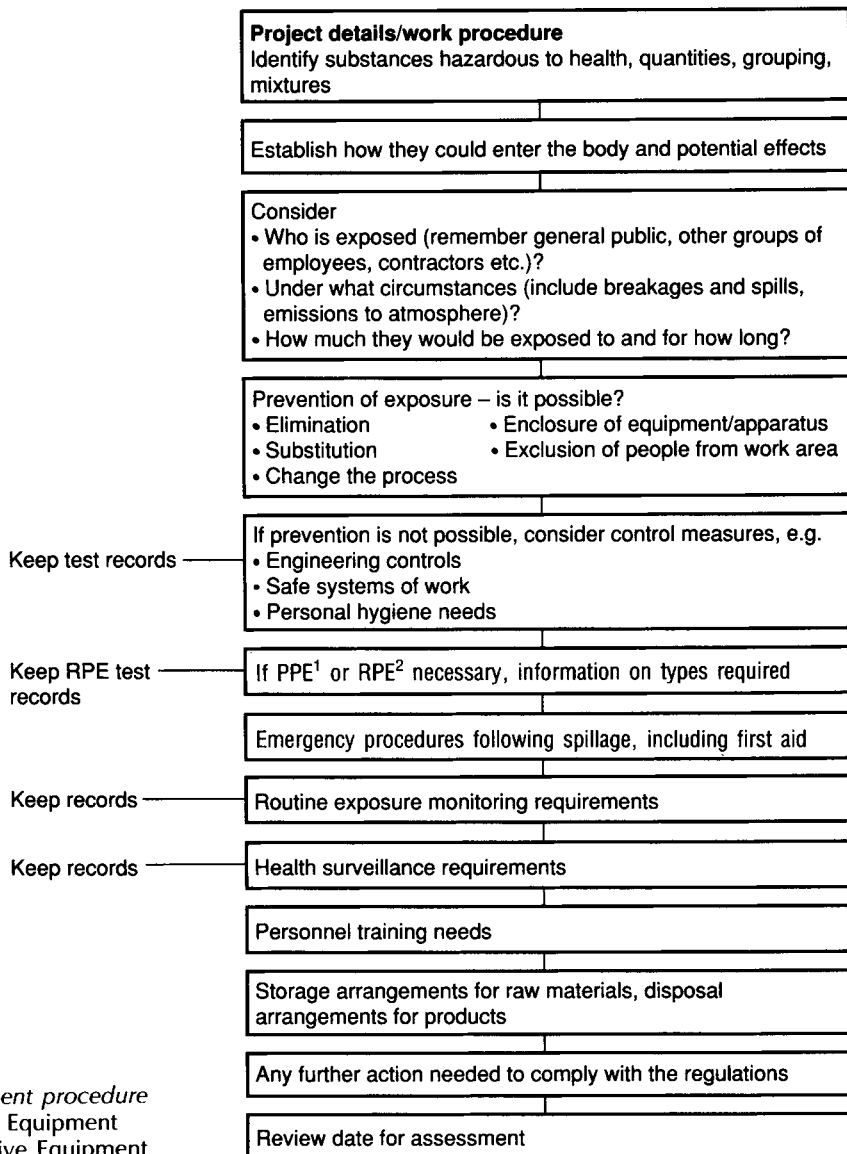 Project details/work procedure
Identify substances hazardous to health, quantities, grouping,
mixtures
Establish how they could enter the body and potential effects
Consider
• Who is exposed (remember general public, other groups of
employees, contractors etc.)?
• Under what circumstances (include breakages and spills,
emissions to atmosphere)?
• How much they would be exposed to and for how long?
Prevention of exposure – is it possible?
• Elimination • Enclosure of equipment/apparatus
• Substitution • Exclusion of people from work area
• Change the process
If prevention is not possible, consider control measures, e.g.
Keep test records • Engineering controls
• Safe systems of work
• Personal hygiene needs
Keep RPE test If PPE¹ or RPE² necessary, information on types required
records
Emergency procedures following spillage, including first aid
Keep records Routine exposure monitoring requirements
Keep records Health surveillance requirements
Personnel training needs
Storage arrangements for raw materials, disposal
arrangements for products
Any further action needed to comply with the regulations
ent procedure
Equipment
Review date for assessment
ive Equipment